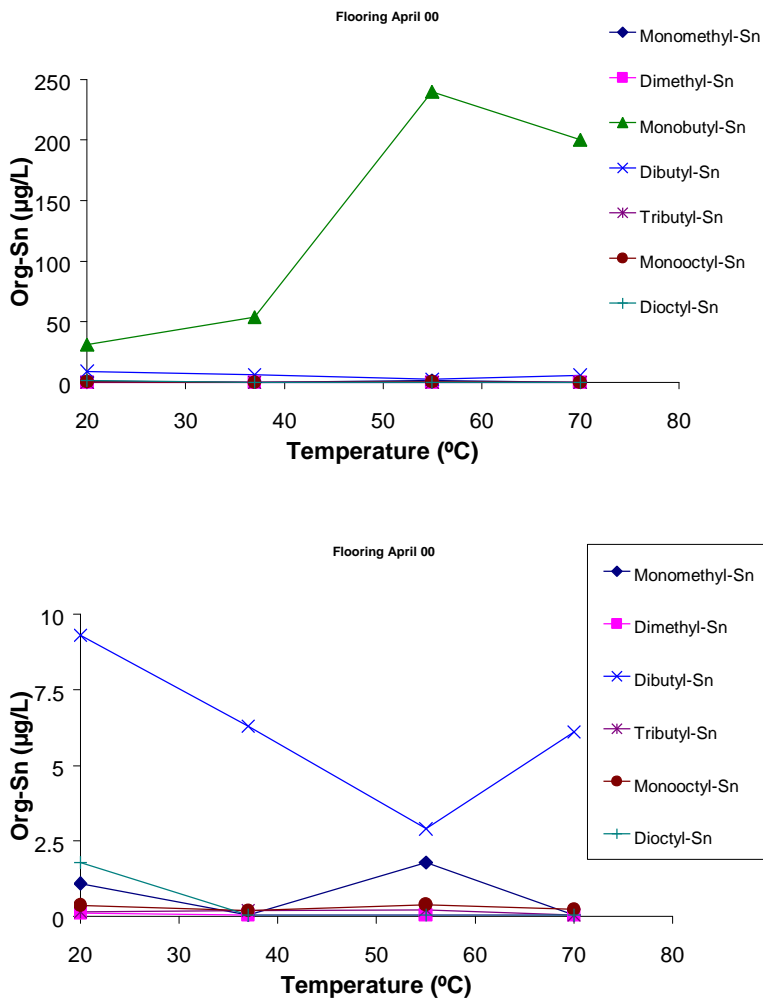 Flooring April 00
Monomethyl-Sn
Dimethyl-Sn
Monobutyl-Sn
Dibutyl-Sn
Tributyl-Sn
Monooctyl-Sn
Dioctyl-Sn
Org-Sn (µg/L)
250
200
150
100
50
0
20 30 40 50 60 70 80
Temperature (ºC)
Flooring April 00
Monomethyl-Sn
Dimethyl-Sn
Dibutyl-Sn
Tributyl-Sn
Monooctyl-Sn
Dioctyl-Sn
Org-Sn (µg/L)
10
7.5
5
2.5
0
20 30 40 50 60 70 80
Temperature (ºC)